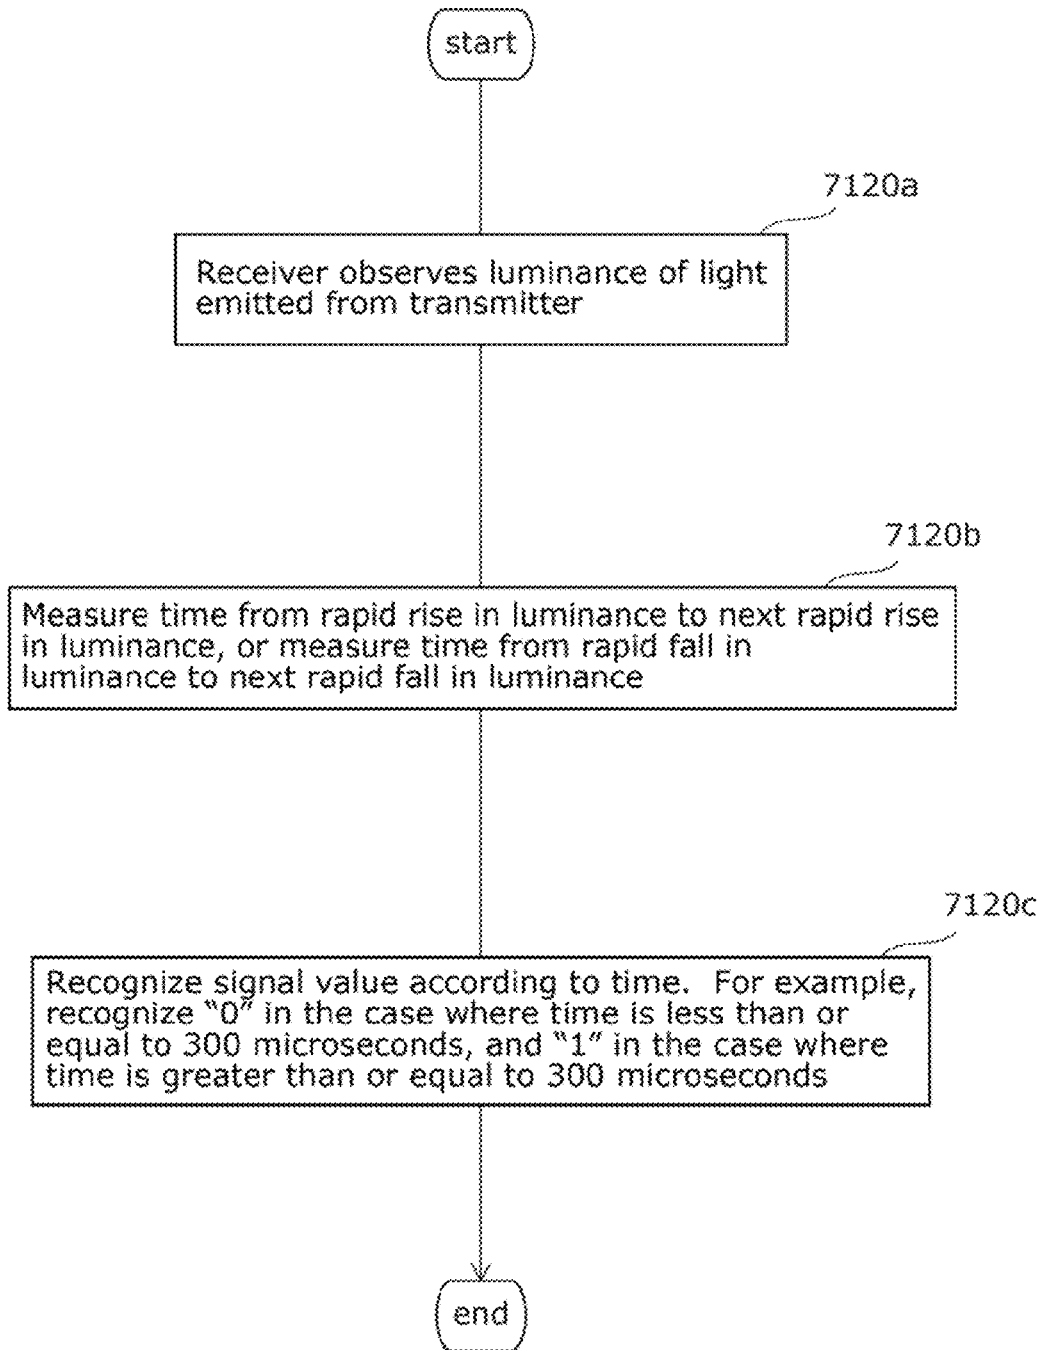 start
7120a
Receiver observes luminance of light
emitted from transmitter
7120b
Measure time from rapid rise in luminance to next rapid rise
in luminance, or measure time from rapid fall in
luminance to next rapid fall in luminance
7120c
Recognize signal value according to time.  For example,
recognize “0” in the case where time is less than or
equal to 300 microseconds, and “1” in the case where
time is greater than or equal to 300 microseconds
end